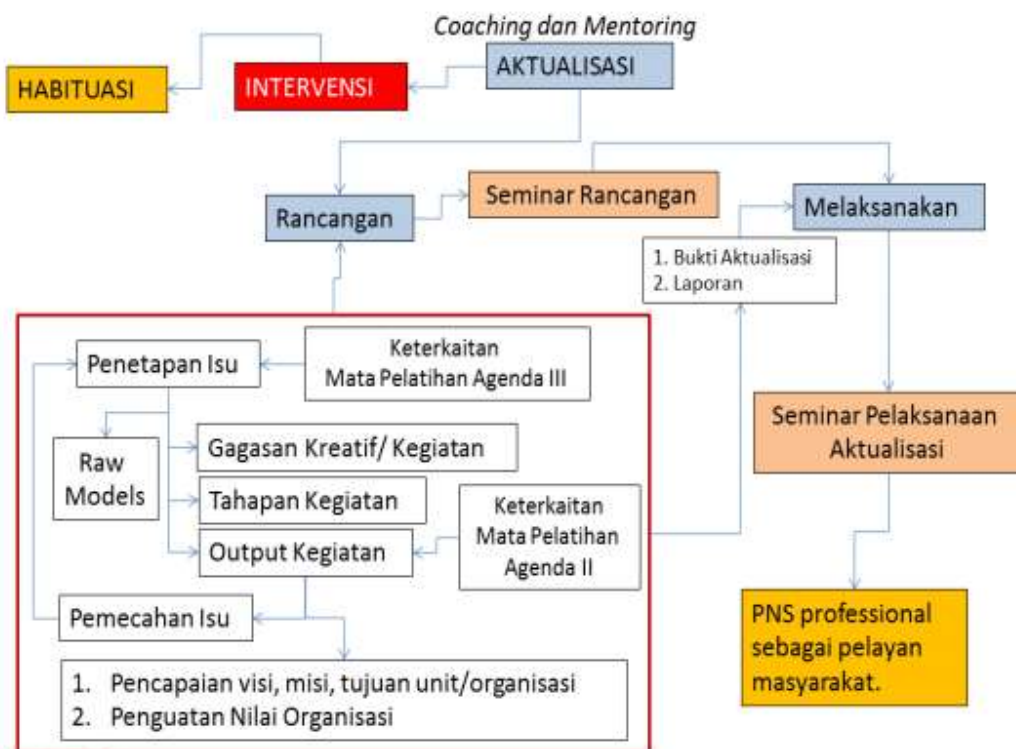 Coaching dan Mentoring
AKTUALISASI
INTERVENSI
HABITUASI
Rancangan
Seminar Rancangan
Melaksanakan
1. Bukti Aktualisasi
2. Laporan
Penetapan Isu
Keterkaitan
Mata Pelatihan Agenda III
Raw
Models
Gagasan Kreatif/ Kegiatan
Tahapan Kegiatan
Output Kegiatan
Keterkaitan
Mata Pelatihan
Agenda II
Pemecahan Isu
1. Pencapaian visi, misi, tujuan unit/organisasi
2. Penguatan Nilai Organisasi
Seminar Pelaksanaan
Aktualisasi
PNS professional
sebagai pelayan
masyarakat.